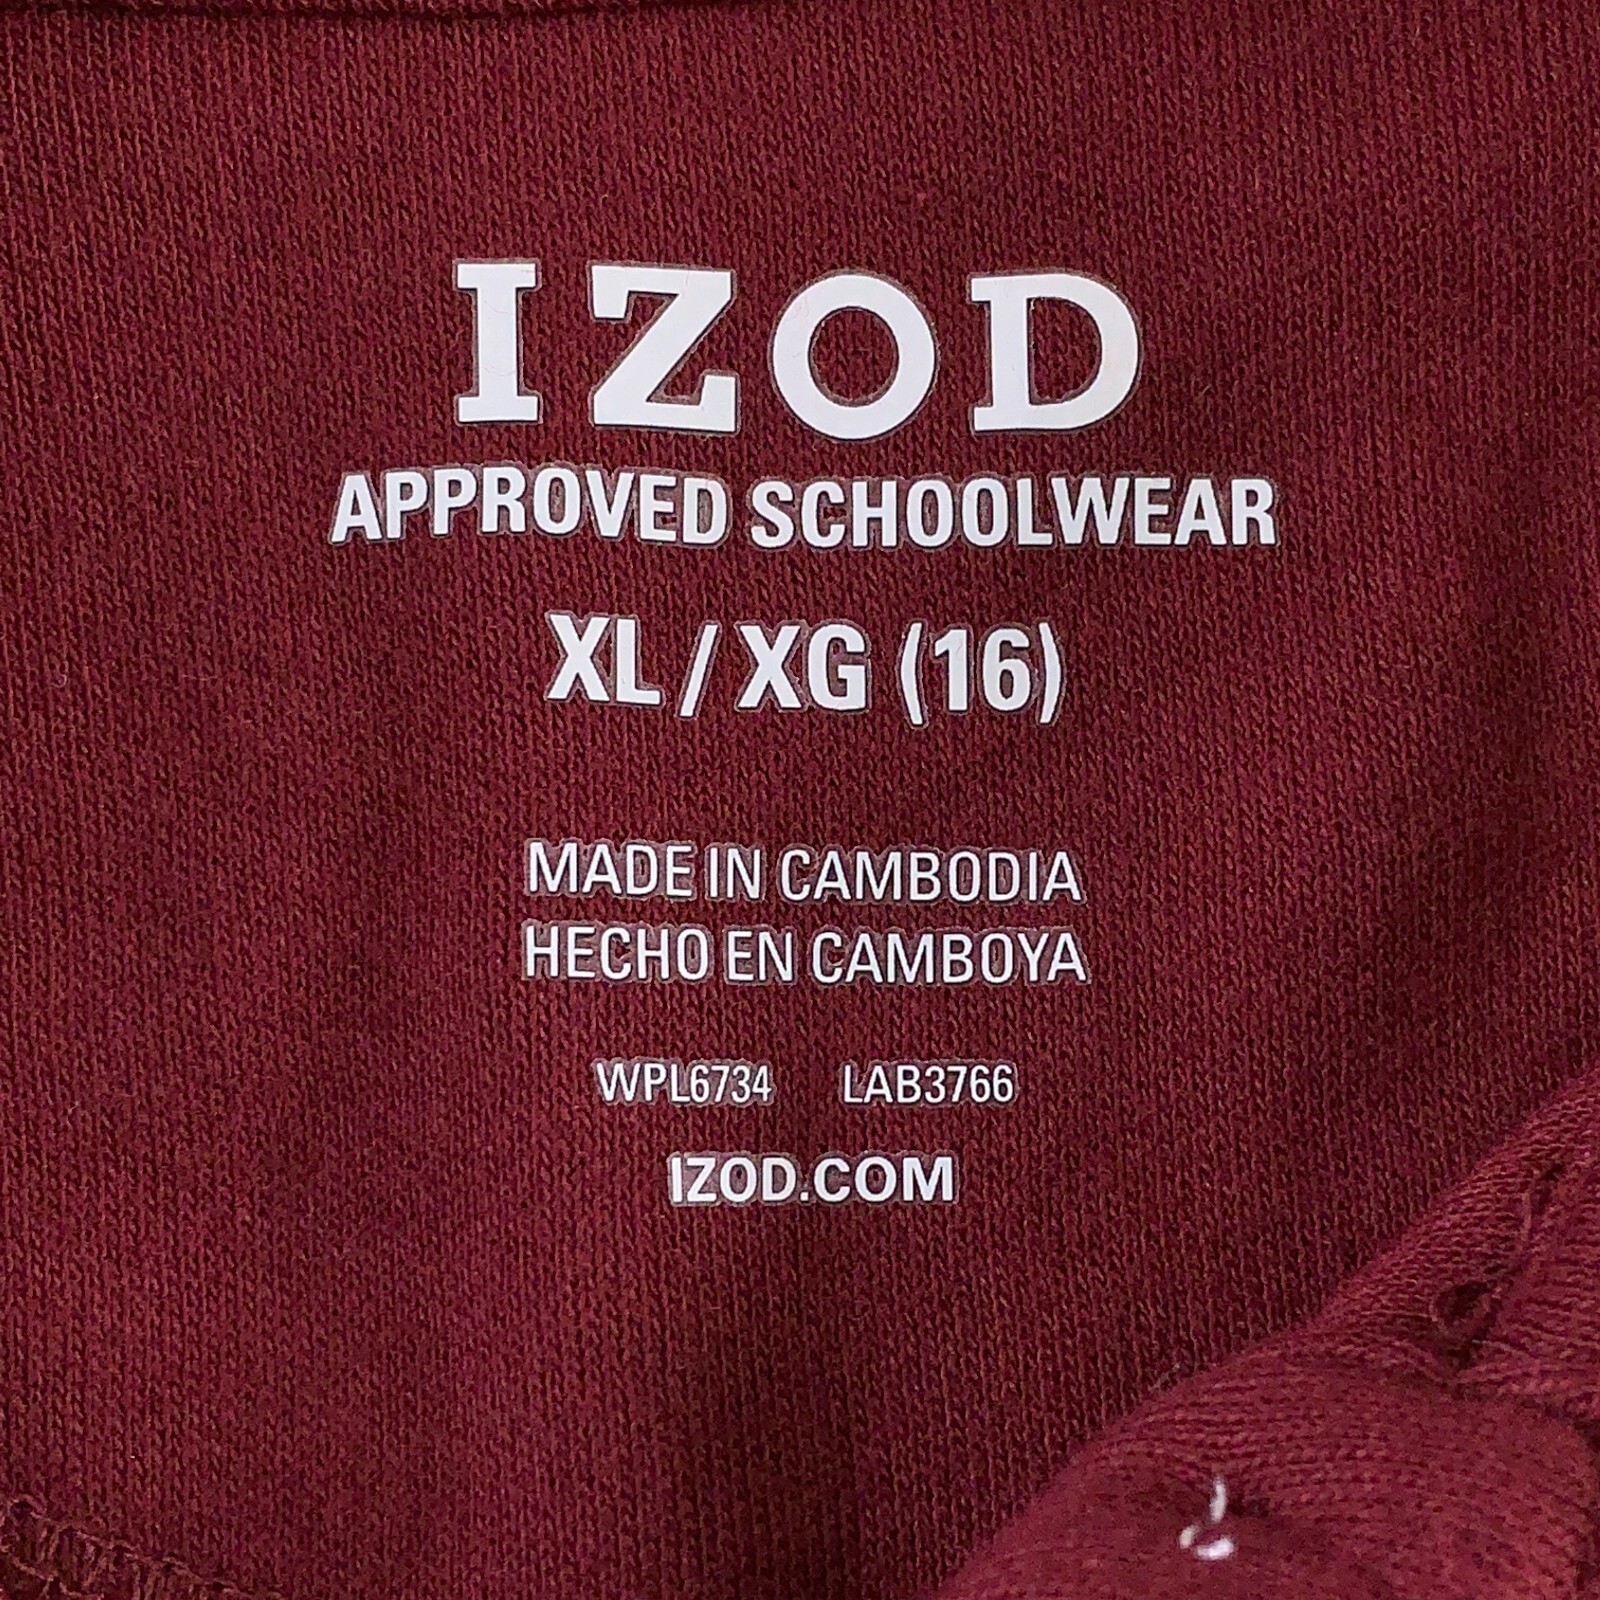 IZOD
APPROVED SCHOOLWEAR
XL / XG (16)
MADE IN CAMBODIA
HECHO EN CAMBOYA
WPL6734 LAB3766
IZOD.COM